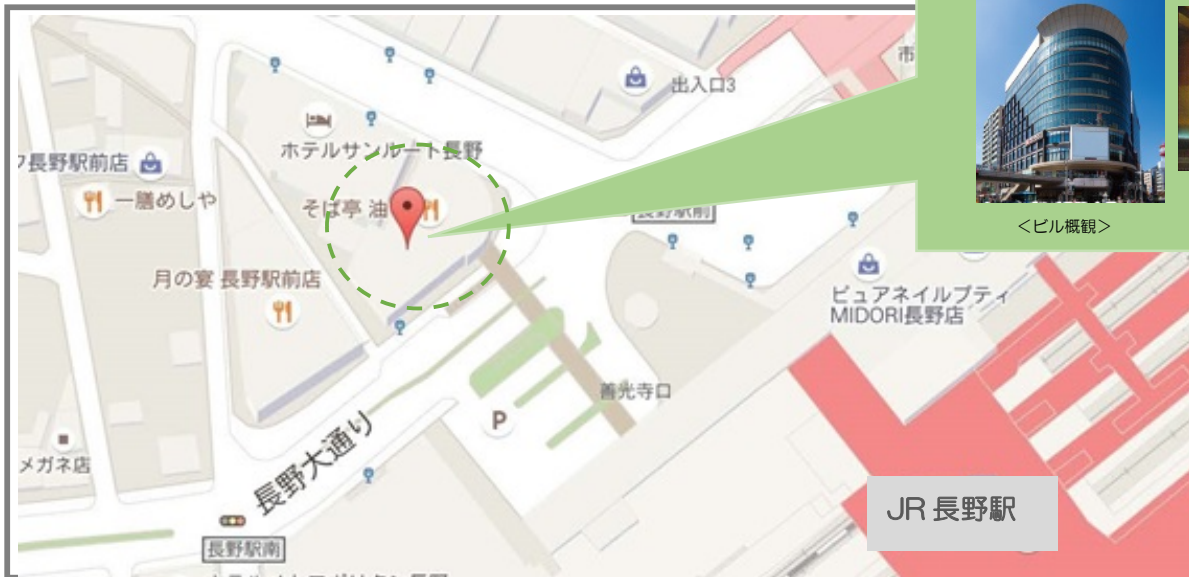 市
出入口3
ホテルサンルート長野
フ長野駅前店
一膳めしや
そば亭 油
長野駅前
<ビル概観>
月の宴 長野駅前店
ピュアネイルプティ
MIDORI長野店
善光寺口
P
長野大通り
メガネ店
JR 長野駅
長野駅南